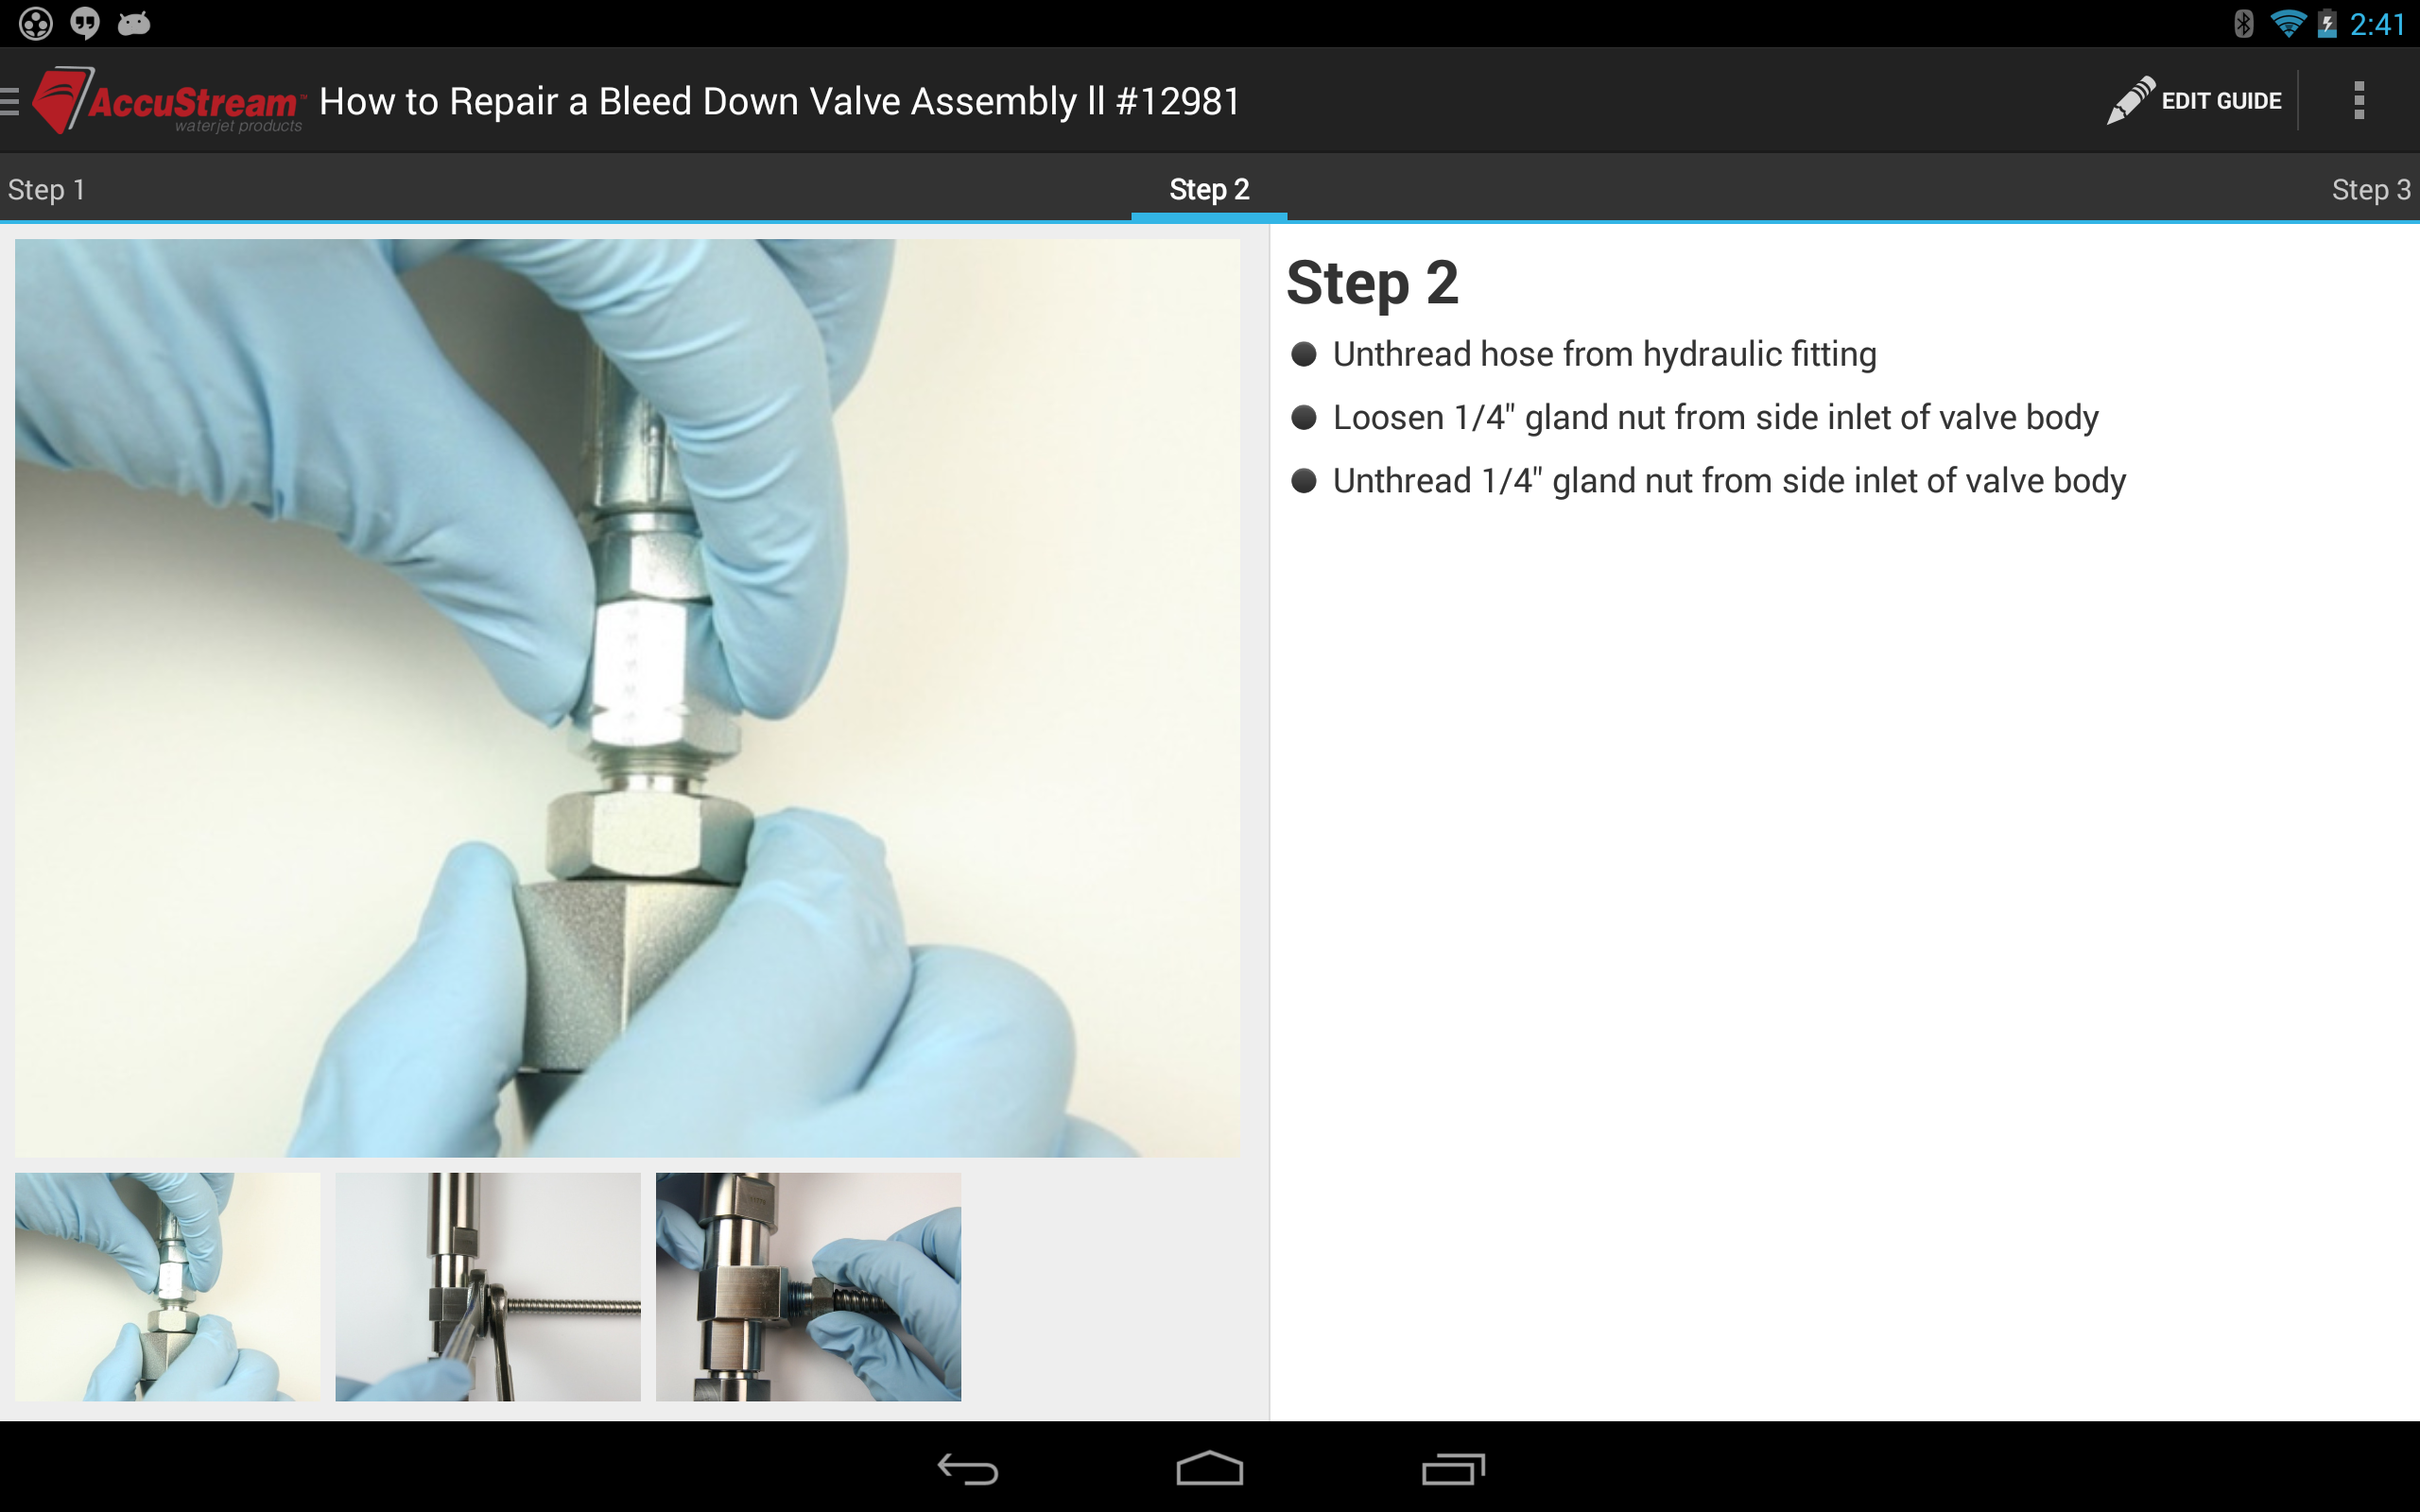 2:41
AccuStream™
waterjet products
How to Repair a Bleed Down Valve Assembly ll #12981
EDIT GUIDE
Step 1
Step 2
Step 3
Step 2
Unthread hose from hydraulic fitting
Loosen 1/4" gland nut from side inlet of valve body
Unthread 1/4" gland nut from side inlet of valve body